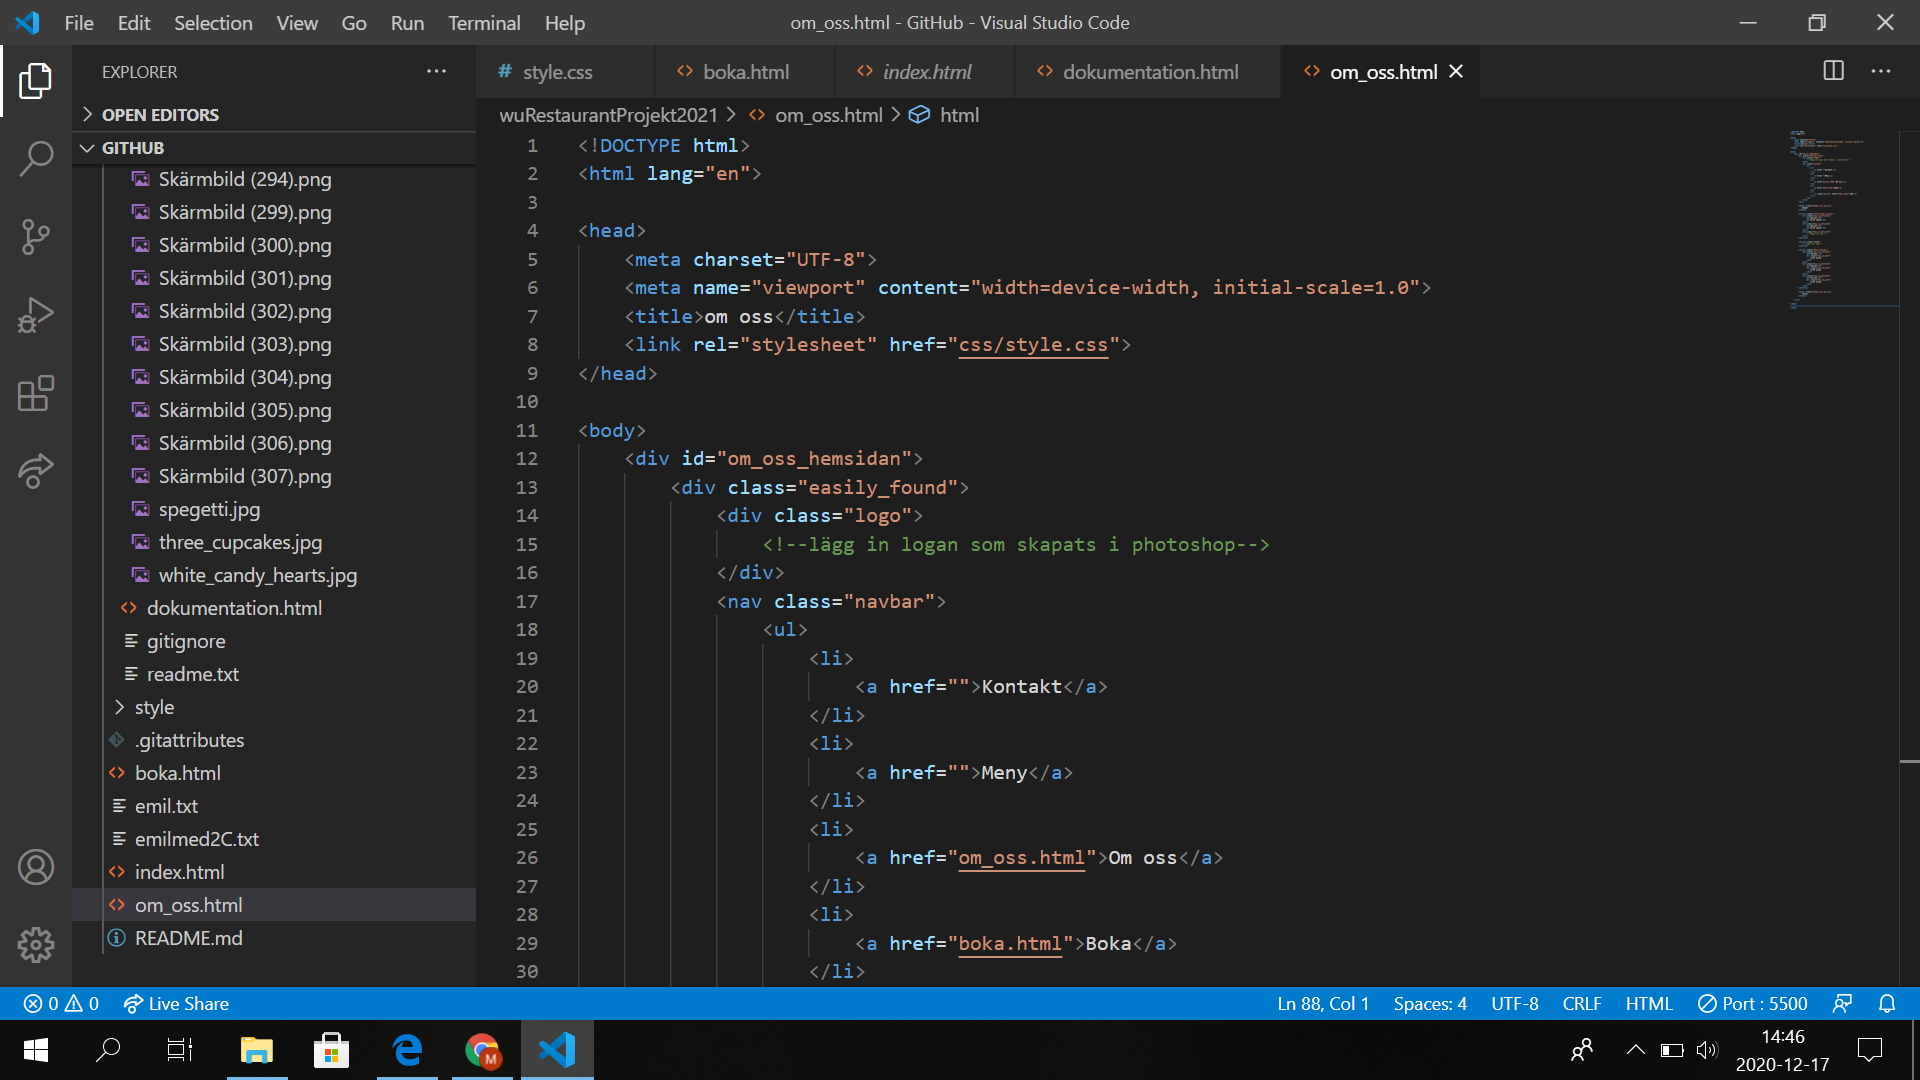 File Edit Selection View Go Run Terminal Help
om_oss.html - GitHub - Visual Studio Code
EXPLORER
OPEN EDITORS
GITHUB
Skärmbild (294).png
Skärmbild (299).png
Skärmbild (300).png
Skärmbild (301).png
Skärmbild (302).png
Skärmbild (303).png
Skärmbild (304).png
Skärmbild (305).png
Skärmbild (306).png
Skärmbild (307).png
spegetti.jpg
three_cupcakes.jpg
white_candy_hearts.jpg
dokumentation.html
gitignore
readme.txt
style
.gitattributes
boka.html
emil.txt
emilmed2C.txt
index.html
om_oss.html
README.md
# style.css <> boka.html <> index.html <> dokumentation.html <> om_oss.html
wuRestaurantProjekt2021 > <> om_oss.html > html
1 <!DOCTYPE html>
2 <html lang="en">
3
4 <head>
5 <meta charset="UTF-8">
6 <meta name="viewport" content="width=device-width, initial-scale=1.0">
7 <title>om oss</title>
8 <link rel="stylesheet" href="css/style.css">
9 </head>
10
11 <body>
12 <div id="om_oss_hemsidan">
13 <div class="easily_found">
14 <div class="logo">
15 <!--lägg in logan som skapats i photoshop-->
16 </div>
17 <nav class="navbar">
18 <ul>
19 <li>
20 <a href="">Kontakt</a>
21 </li>
22 <li>
23 <a href="">Meny</a>
24 </li>
25 <li>
26 <a href="om_oss.html">Om oss</a>
27 </li>
28 <li>
29 <a href="boka.html">Boka</a>
30 </li>
0 0 Live Share
Ln 88, Col 1 Spaces: 4 UTF-8 CRLF HTML Port : 5500
M
14:46
2020-12-17